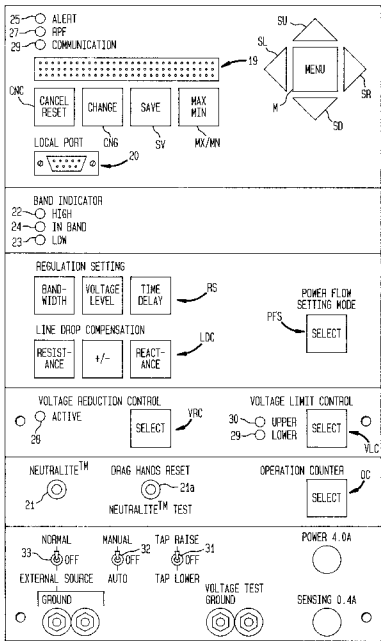 25 ALERT
27 RPF
29 COMMUNICATION
SU
SL
MENU
SR
M
SD
19
CNC
CANCEL RESET
CHANGE
SAVE
MAX MIN
CNG
SV
MX/MN
LOCAL PORT
20
BAND INDICATOR
22 HIGH
24 IN BAND
23 LOW
REGULATION SETTING
BAND-WIDTH
VOLTAGE LEVEL
TIME DELAY
RS
POWER FLOW SETTING MODE
PFS
SELECT
LINE DROP COMPENSATION
RESIST-ANCE
+/-
REACT-ANCE
LDC
VOLTAGE REDUCTION CONTROL
28 ACTIVE
SELECT
VRC
VOLTAGE LIMIT CONTROL
30 UPPER
29 LOWER
SELECT
VLC
NEUTRALITE™
21
DRAG HANDS RESET
21a
NEUTRALITE™ TEST
OPERATION COUNTER
OC
SELECT
NORMAL
33 OFF
EXTERNAL SOURCE
MANUAL
32 OFF
AUTO
TAP RAISE
31 OFF
TAP LOWER
POWER 4.0A
GROUND
VOLTAGE TEST
GROUND
SENSING 0.4A